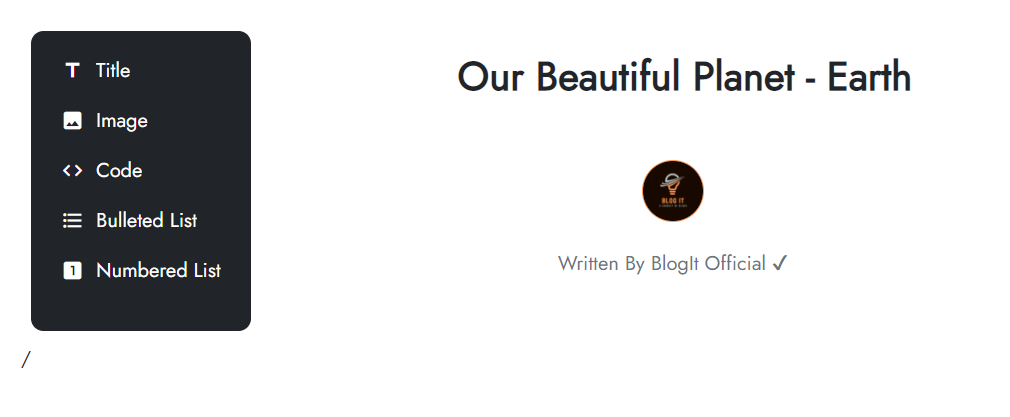 Title
Image
Code
Bulleted List
1 Numbered List
Our Beautiful Planet - Earth
BLOG IT
Written By BlogIt Official ✓
/